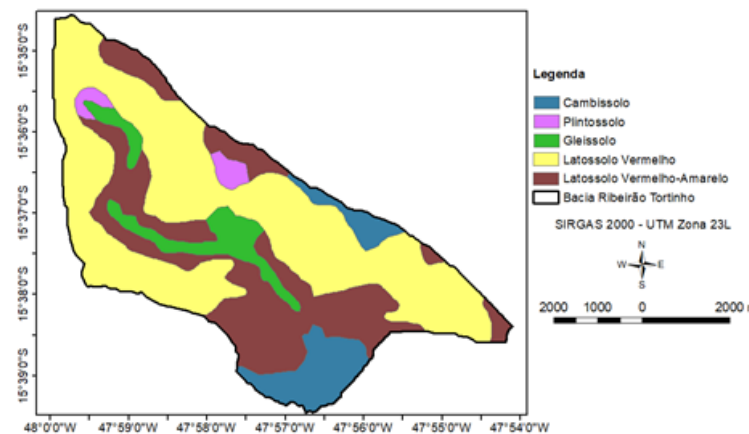 15°35'0"S
15°36'0"S
15°37'0"S
15°38'0"S
15°39'0"S
48°0'0"W 47°59'0"W 47°58'0"W 47°57'0"W 47°56'0"W 47°55'0"W 47°54'0"W
Legenda
Cambissolo
Plintossolo
Gleissolo
Latossolo Vermelho
Latossolo Vermelho-Amarelo
Bacia Ribeirão Tortinho
SIRGAS 2000 - UTM Zona 23L
N
W E
S
2000 1000 0 2000 m